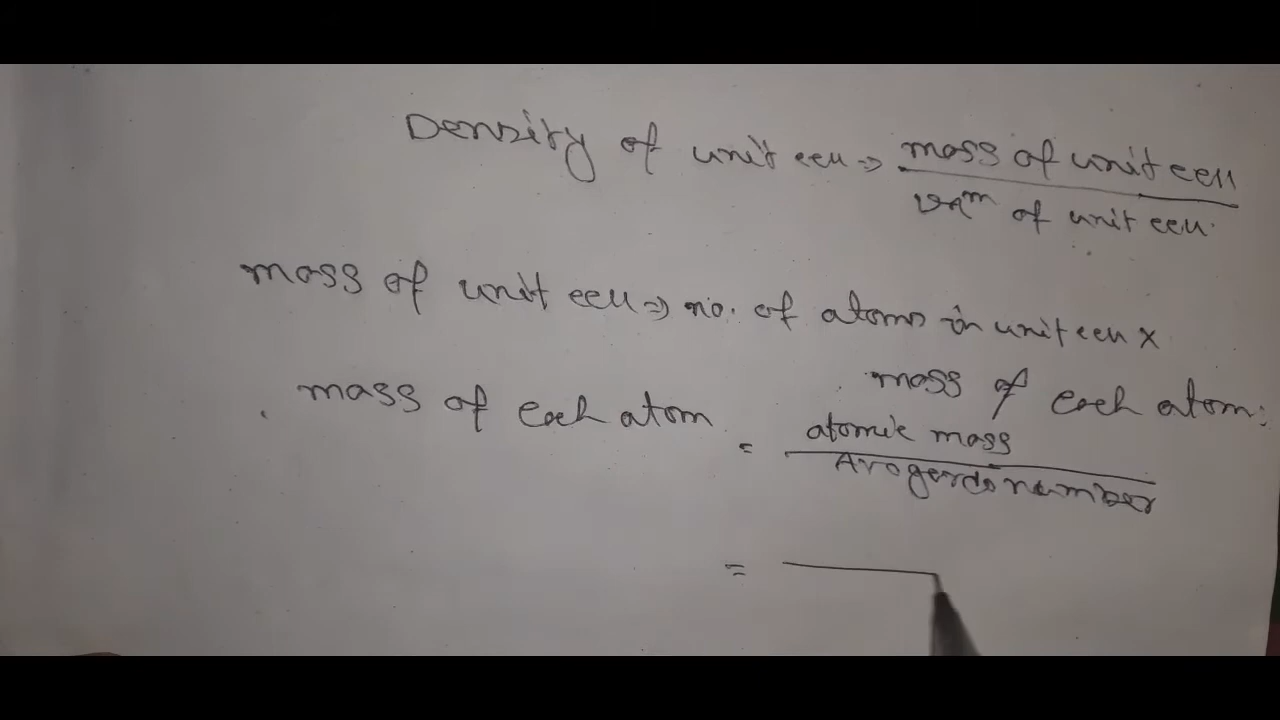 Density of unit cell => mass of unit cell
Vol^m of unit cell.
mass of unit cell => no. of atoms in unit cell x
mass of each atom.
mass of each atom = atomic mass
Avogerdo number
=